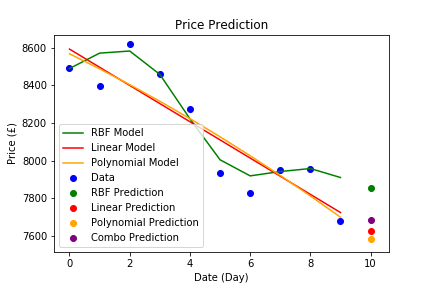 Price Prediction
8600
8400
8200
8000
7800
7600
Price (£)
RBF Model
Linear Model
Polynomial Model
Data
RBF Prediction
Linear Prediction
Polynomial Prediction
Combo Prediction
0 2 4 6 8 10
Date (Day)